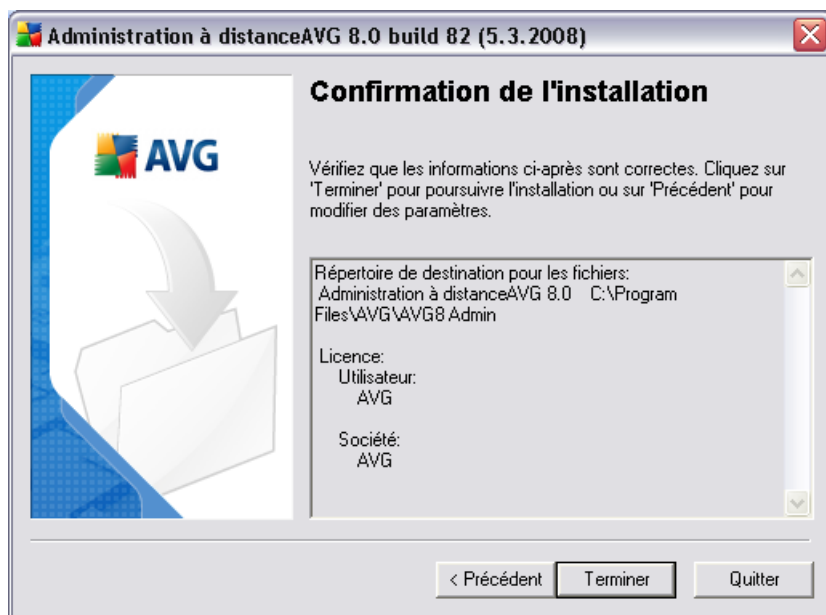 Administration à distanceAVG 8.0 build 82 (5.3.2008)
AVG
Confirmation de l'installation
Vérifiez que les informations ci-après sont correctes. Cliquez sur
'Terminer' pour poursuivre l'installation ou sur 'Précédent' pour
modifier des paramètres.
Répertoire de destination pour les fichiers:
Administration à distanceAVG 8.0 C:\Program
Files\AVG\AVG8 Admin
Licence:
Utilisateur:
AVG
Société:
AVG
< Précédent
Terminer
Quitter